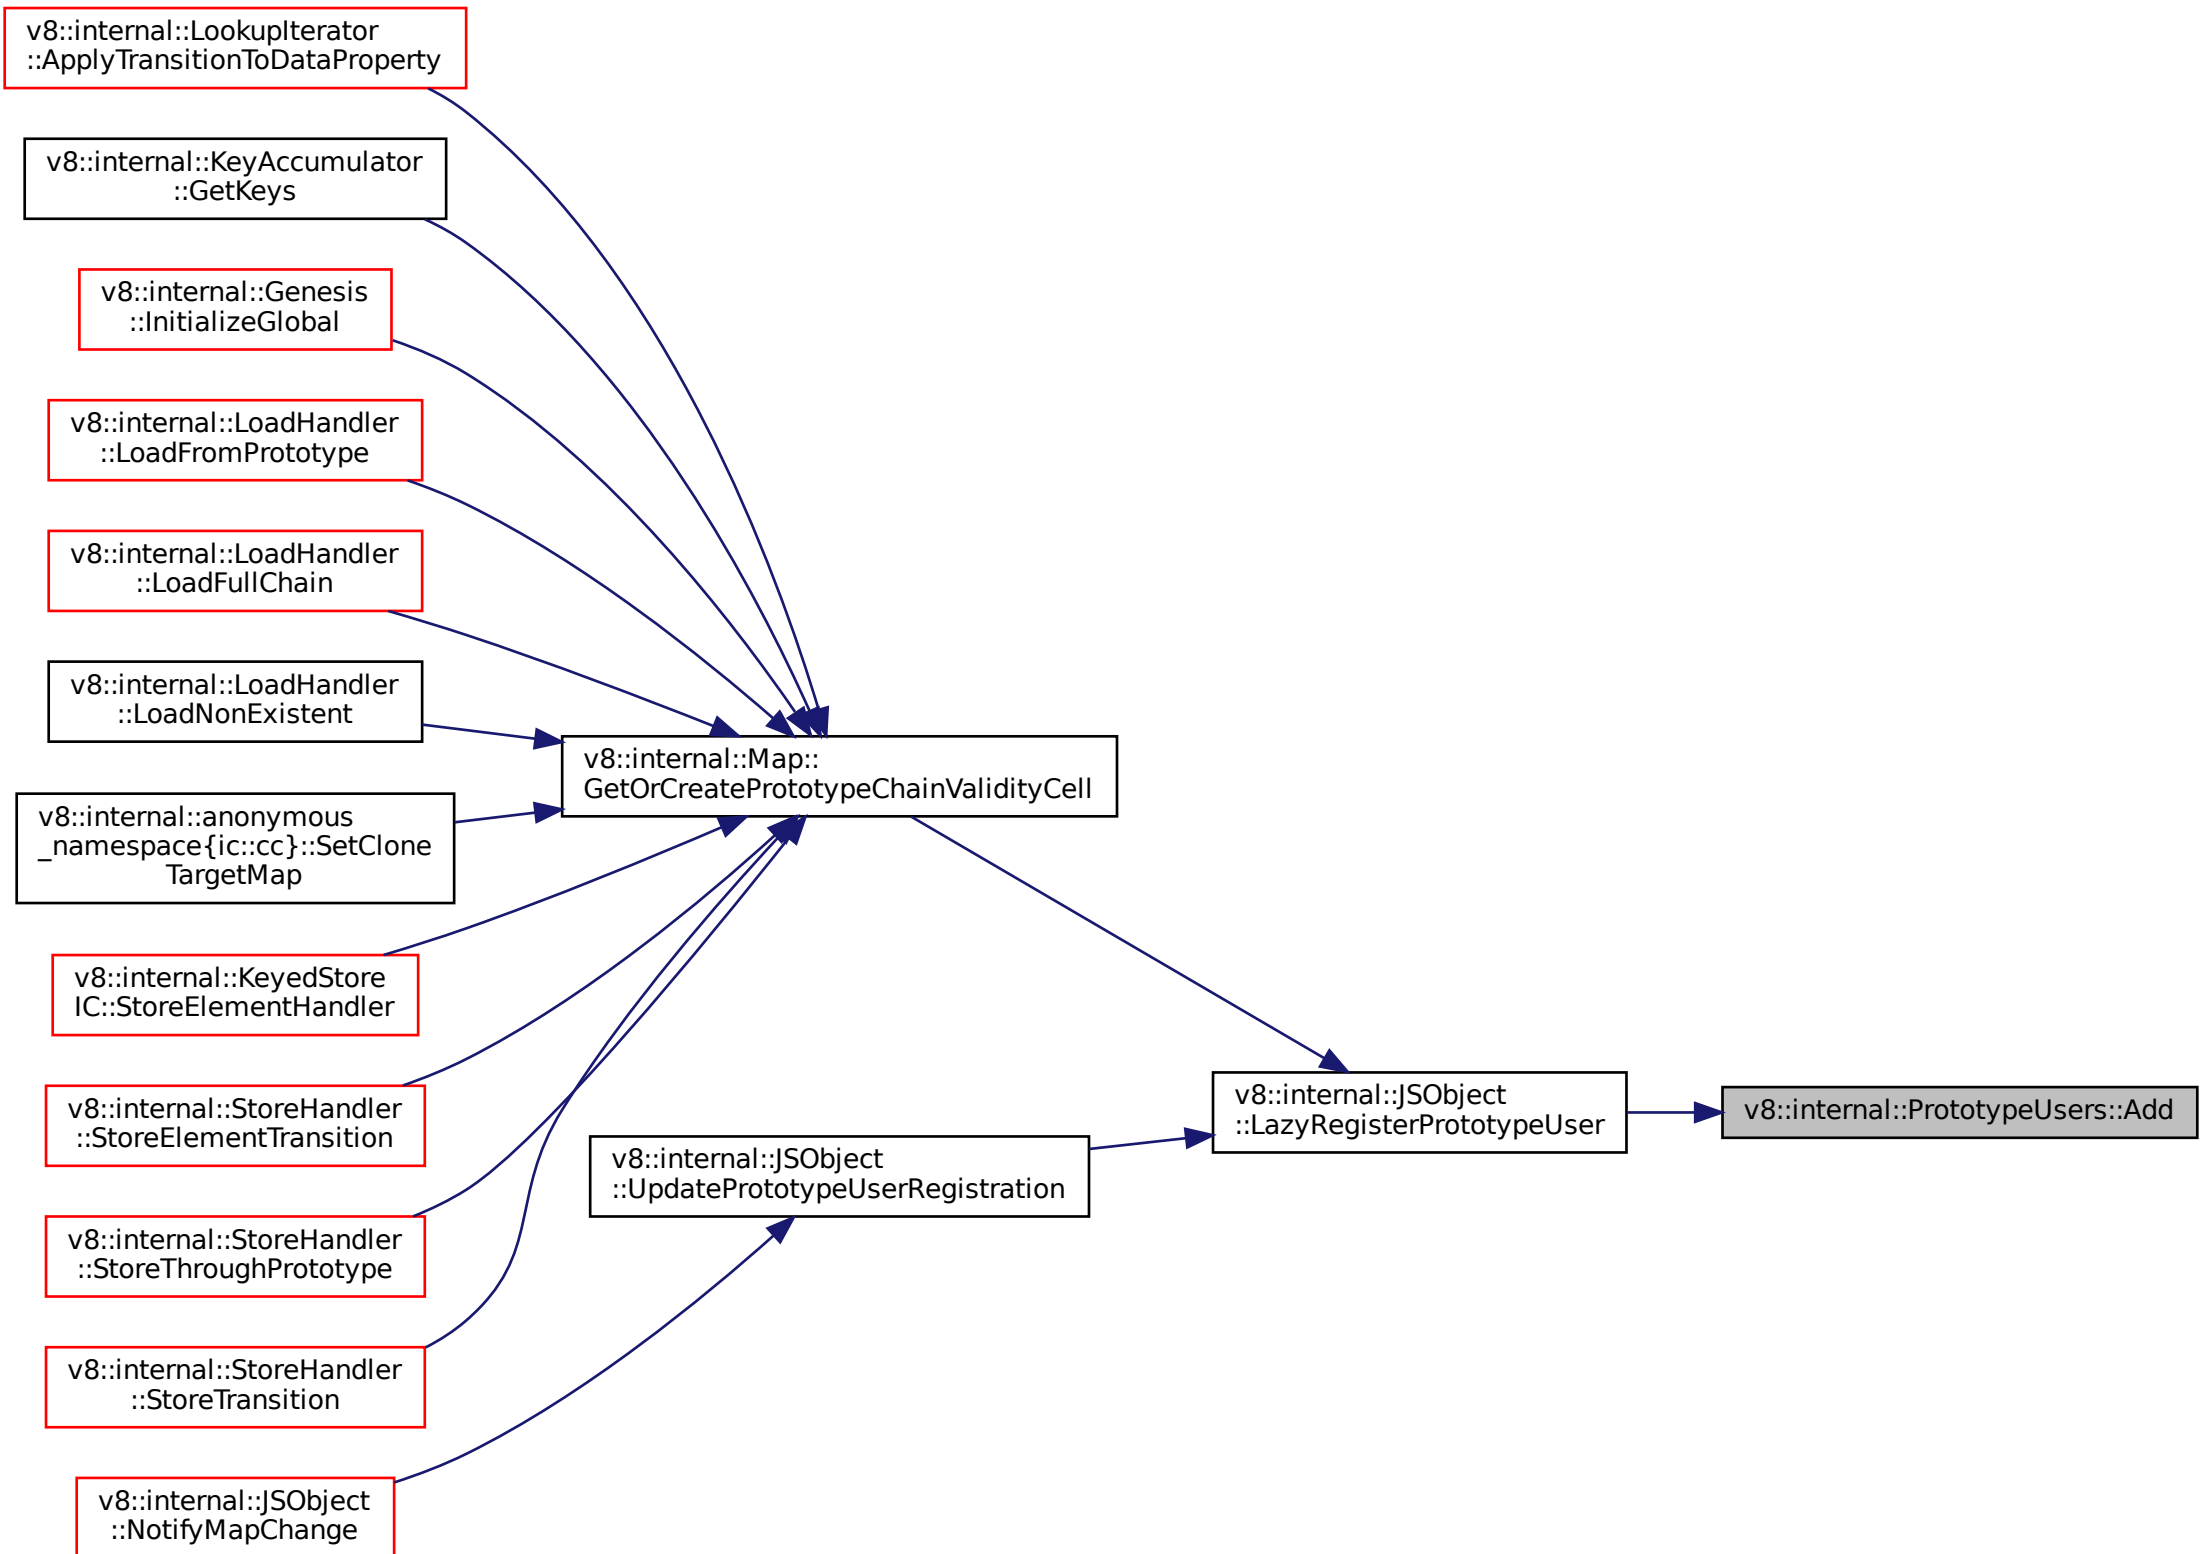 v8::internal::LookupIterator
::ApplyTransitionToDataProperty
v8::internal::KeyAccumulator
::GetKeys
v8::internal::Genesis
::InitializeGlobal
v8::internal::LoadHandler
::LoadFromPrototype
v8::internal::LoadHandler
::LoadFullChain
v8::internal::LoadHandler
::LoadNonExistent
v8::internal::anonymous
_namespace{ic::cc}::SetClone
TargetMap
v8::internal::KeyedStore
IC::StoreElementHandler
v8::internal::StoreHandler
::StoreElementTransition
v8::internal::StoreHandler
::StoreThroughPrototype
v8::internal::StoreHandler
::StoreTransition
v8::internal::JSObject
::NotifyMapChange
v8::internal::Map::
GetOrCreatePrototypeChainValidityCell
v8::internal::JSObject
::UpdatePrototypeUserRegistration
v8::internal::JSObject
::LazyRegisterPrototypeUser
v8::internal::PrototypeUsers::Add